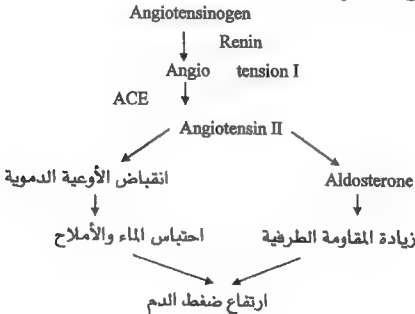 Angiotensinogen
Renin
Angio tension I
ACE
Angiotensin II
انقباض الأوعية الدموية Aldosterone
احتباس الماء والأملاح زيادة المقاومة الطرفية
ارتفاع ضغط الدم